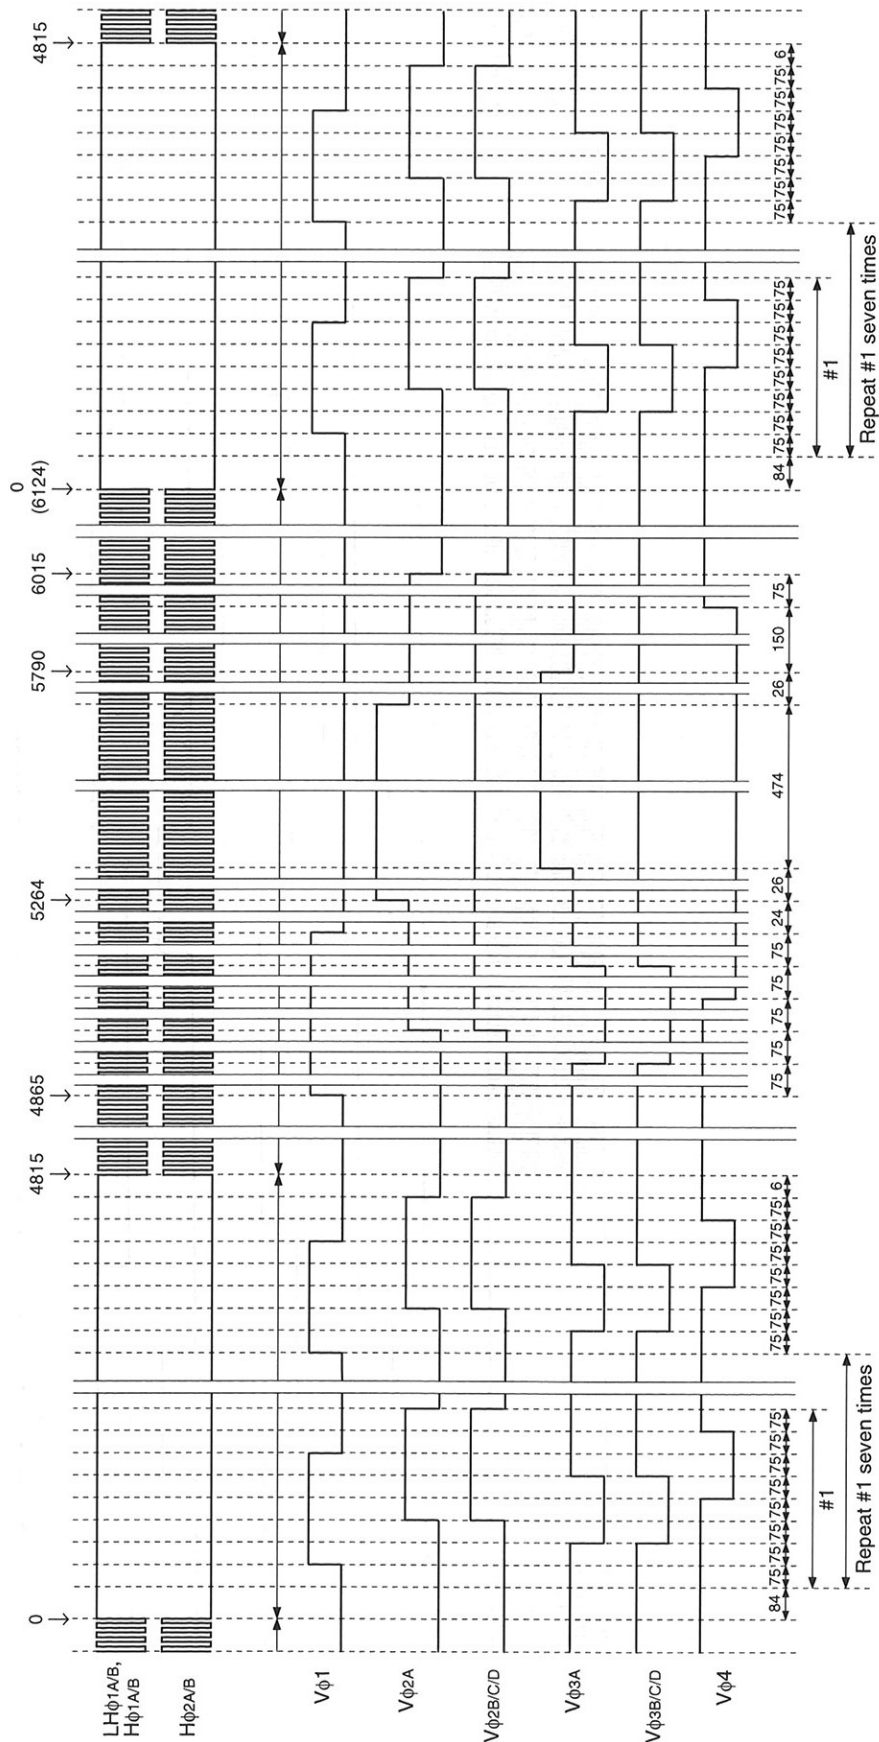 0 4815 4865 5264 5790 6015 0 4815
(6124)
LHϕ1A/B,
Hϕ1A/B
Hϕ2A/B
Vϕ1
Vϕ2A
Vϕ2B/C/D
Vϕ3A
Vϕ3B/C/D
Vϕ4
84 75 75 75 75 75 75 75 75 75 75 75 75 75 75 75 6 75 75 75 75 75 24 26 474 26 150 75 84 75 75 75 75 75 75 75 75 75 75 75 75 75 75 75 6
#1 #1
Repeat #1 seven times Repeat #1 seven times